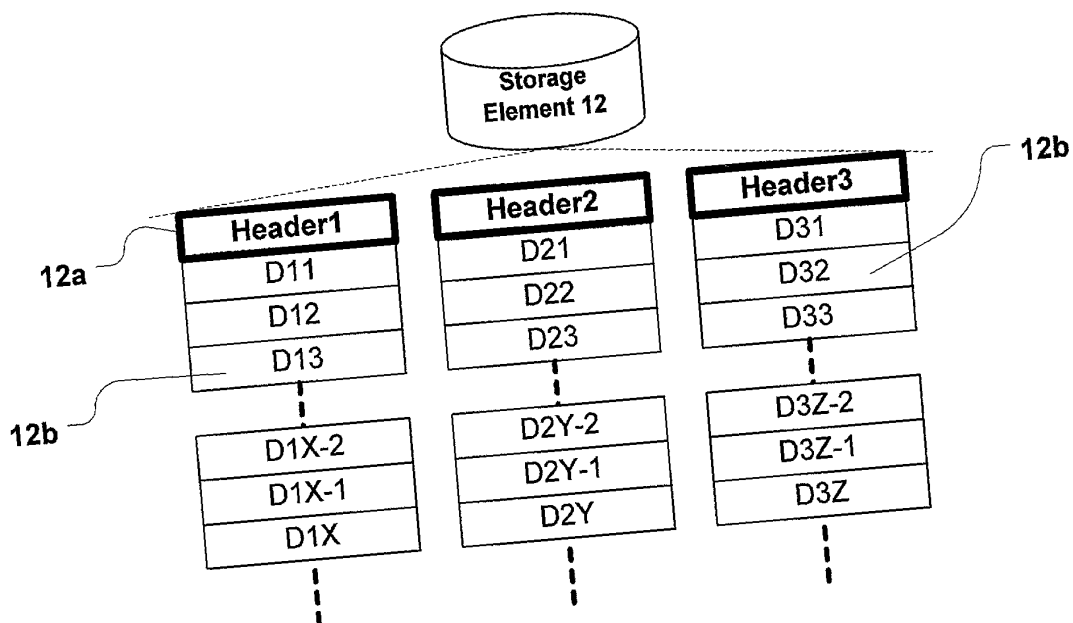 Storage
Element 12
12b
Header1
Header2
Header3
12a
D11
D21
D31
D12
D22
D32
D13
D23
D33
12b
D1X-2
D2Y-2
D3Z-2
D1X-1
D2Y-1
D3Z-1
D1X
D2Y
D3Z